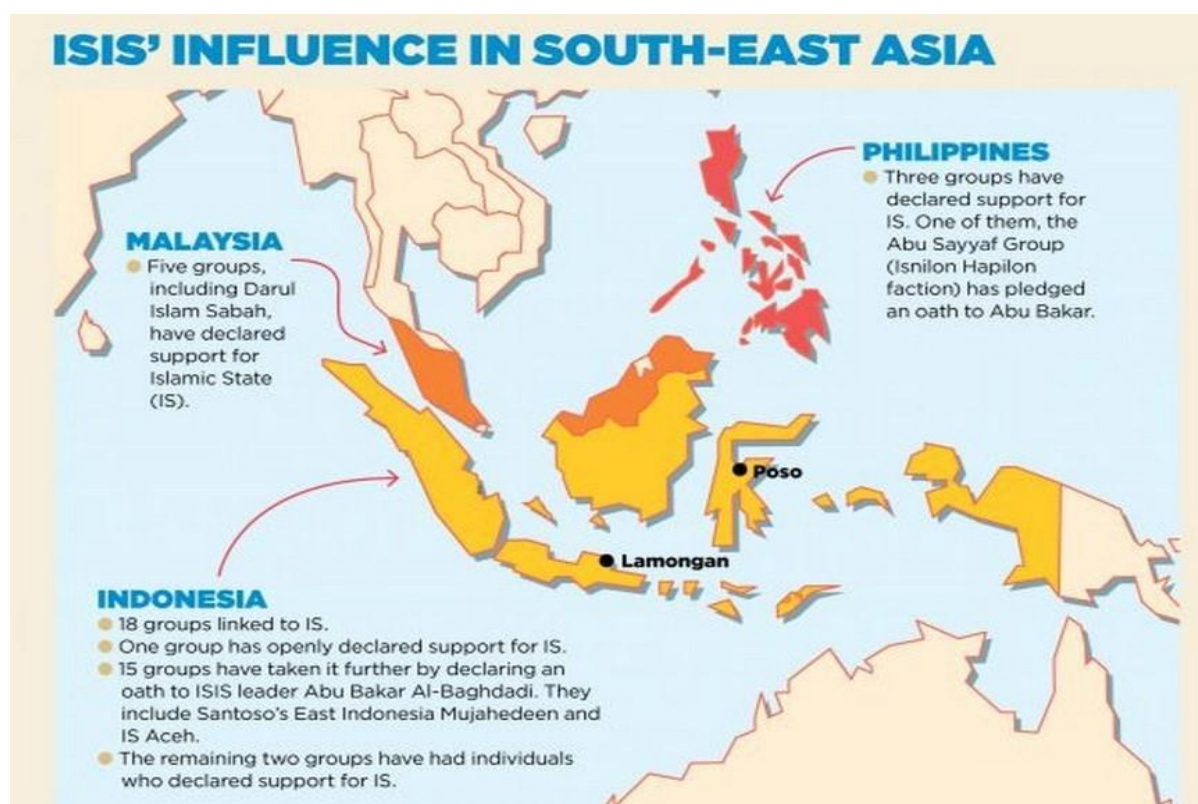 ISIS' INFLUENCE IN SOUTH-EAST ASIA
PHILIPPINES
Three groups have
declared support for
IS. One of them, the
Abu Sayyaf Group
(Isnilon Hapilon
faction) has pledged
an oath to Abu Bakar.
MALAYSIA
Five groups,
including Darul
Islam Sabah,
have declared
support for
Islamic State
(IS).
Poso
Lamongan
INDONESIA
18 groups linked to IS.
One group has openly declared support for IS.
15 groups have taken it further by declaring an
oath to ISIS leader Abu Bakar Al-Baghdadi. They
include Santoso's East Indonesia Mujahedeen and
IS Aceh.
The remaining two groups have had individuals
who declared support for IS.